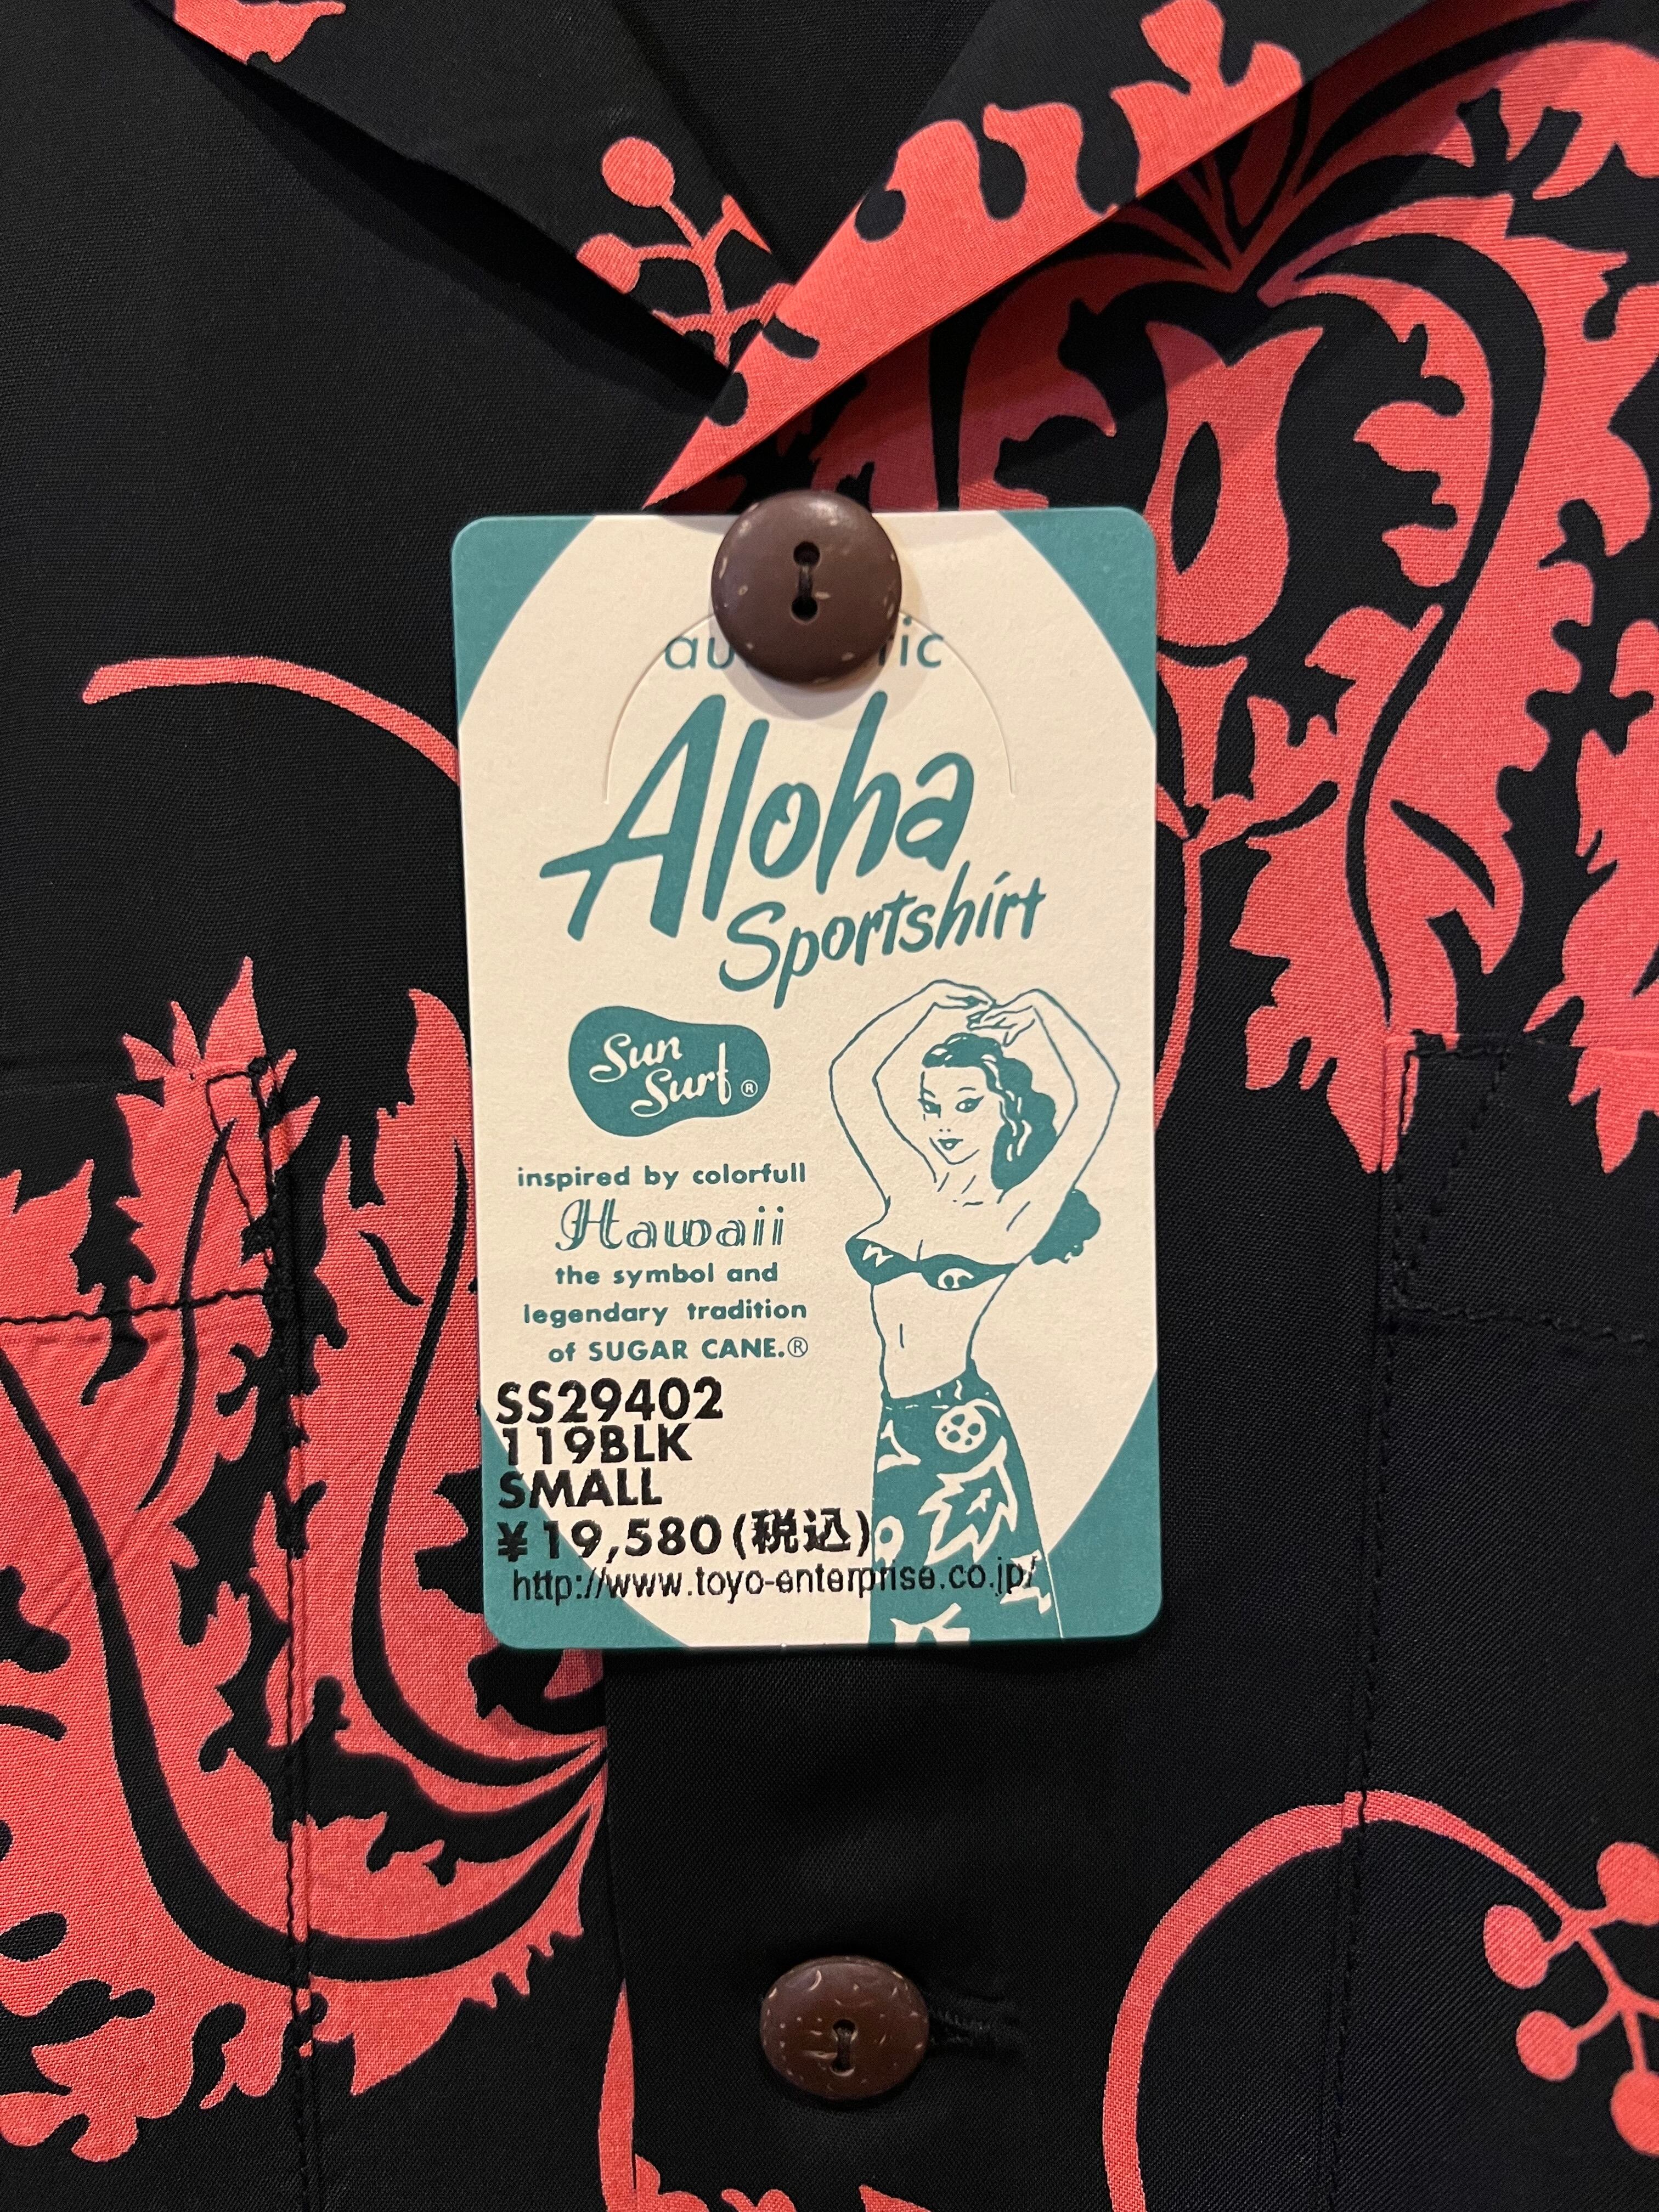 Aloha
Sportshirt
Sun
Surf ®
inspired by colorfull
Hawaii
the symbol and
legendary tradition
of SUGAR CANE.®
SS29402
119BLK
SMALL
¥19,580(税込)
http://www.toyo-enterprise.co.jp/